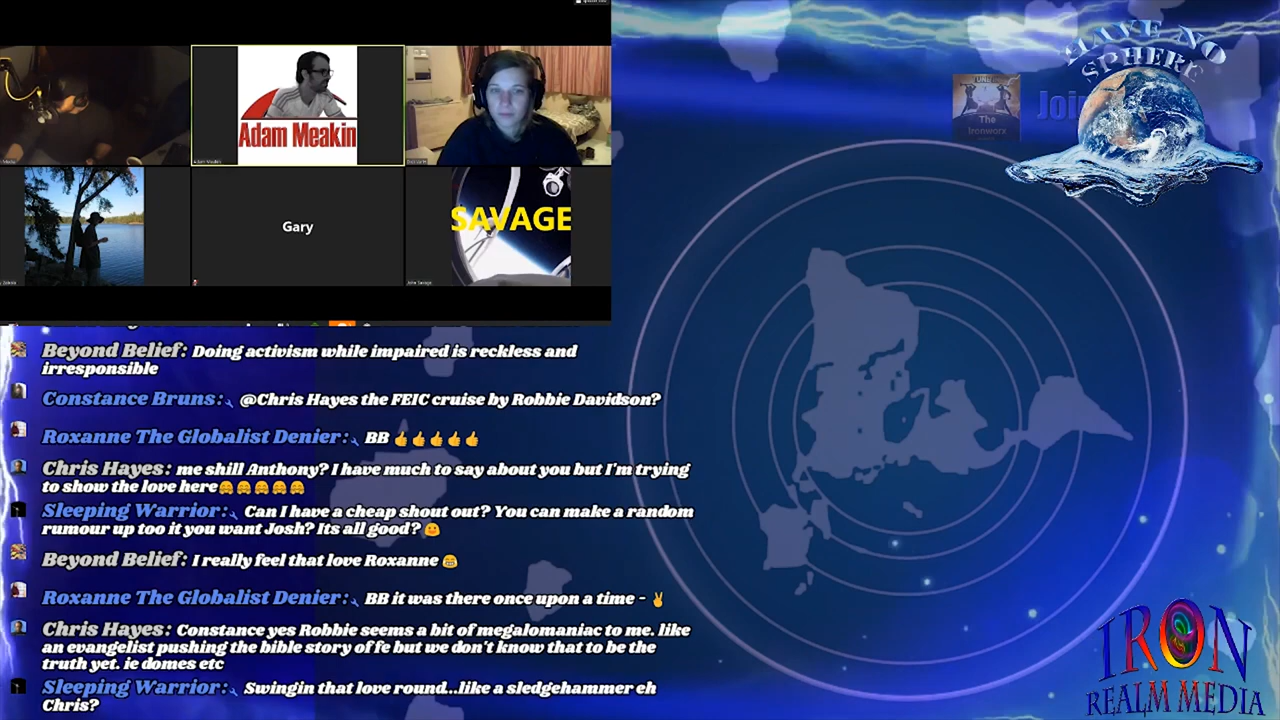 HAVE NO
SPHERE
The
Ironworx
Join
Adam Meakin
Adam Meakin
Gary
SAVAGE
John Savage
Beyond Belief: Doing activism while impaired is reckless and
irresponsible
Constance Bruns: @Chris Hayes the FEIC cruise by Robbie Davidson?
Roxanne The Globalist Denier: BB 👍👍👍👍👍
Chris Hayes: me shill Anthony? I have much to say about you but I'm trying
to show the love here🤗🤗🤗🤗🤗
Sleeping Warrior: Can I have a cheap shout out? You can make a random
rumour up too it you want Josh? Its all good? 🙂
Beyond Belief: I really feel that love Roxanne 😁
Roxanne The Globalist Denier: BB it was there once upon a time - ✌
Chris Hayes: Constance yes Robbie seems a bit of megalomaniac to me. like
an evangelist pushing the bible story of fe but we don't know that to be the
truth yet. ie domes etc
Sleeping Warrior: Swingin that love round...like a sledgehammer eh
Chris?
IRON
REALM MEDIA